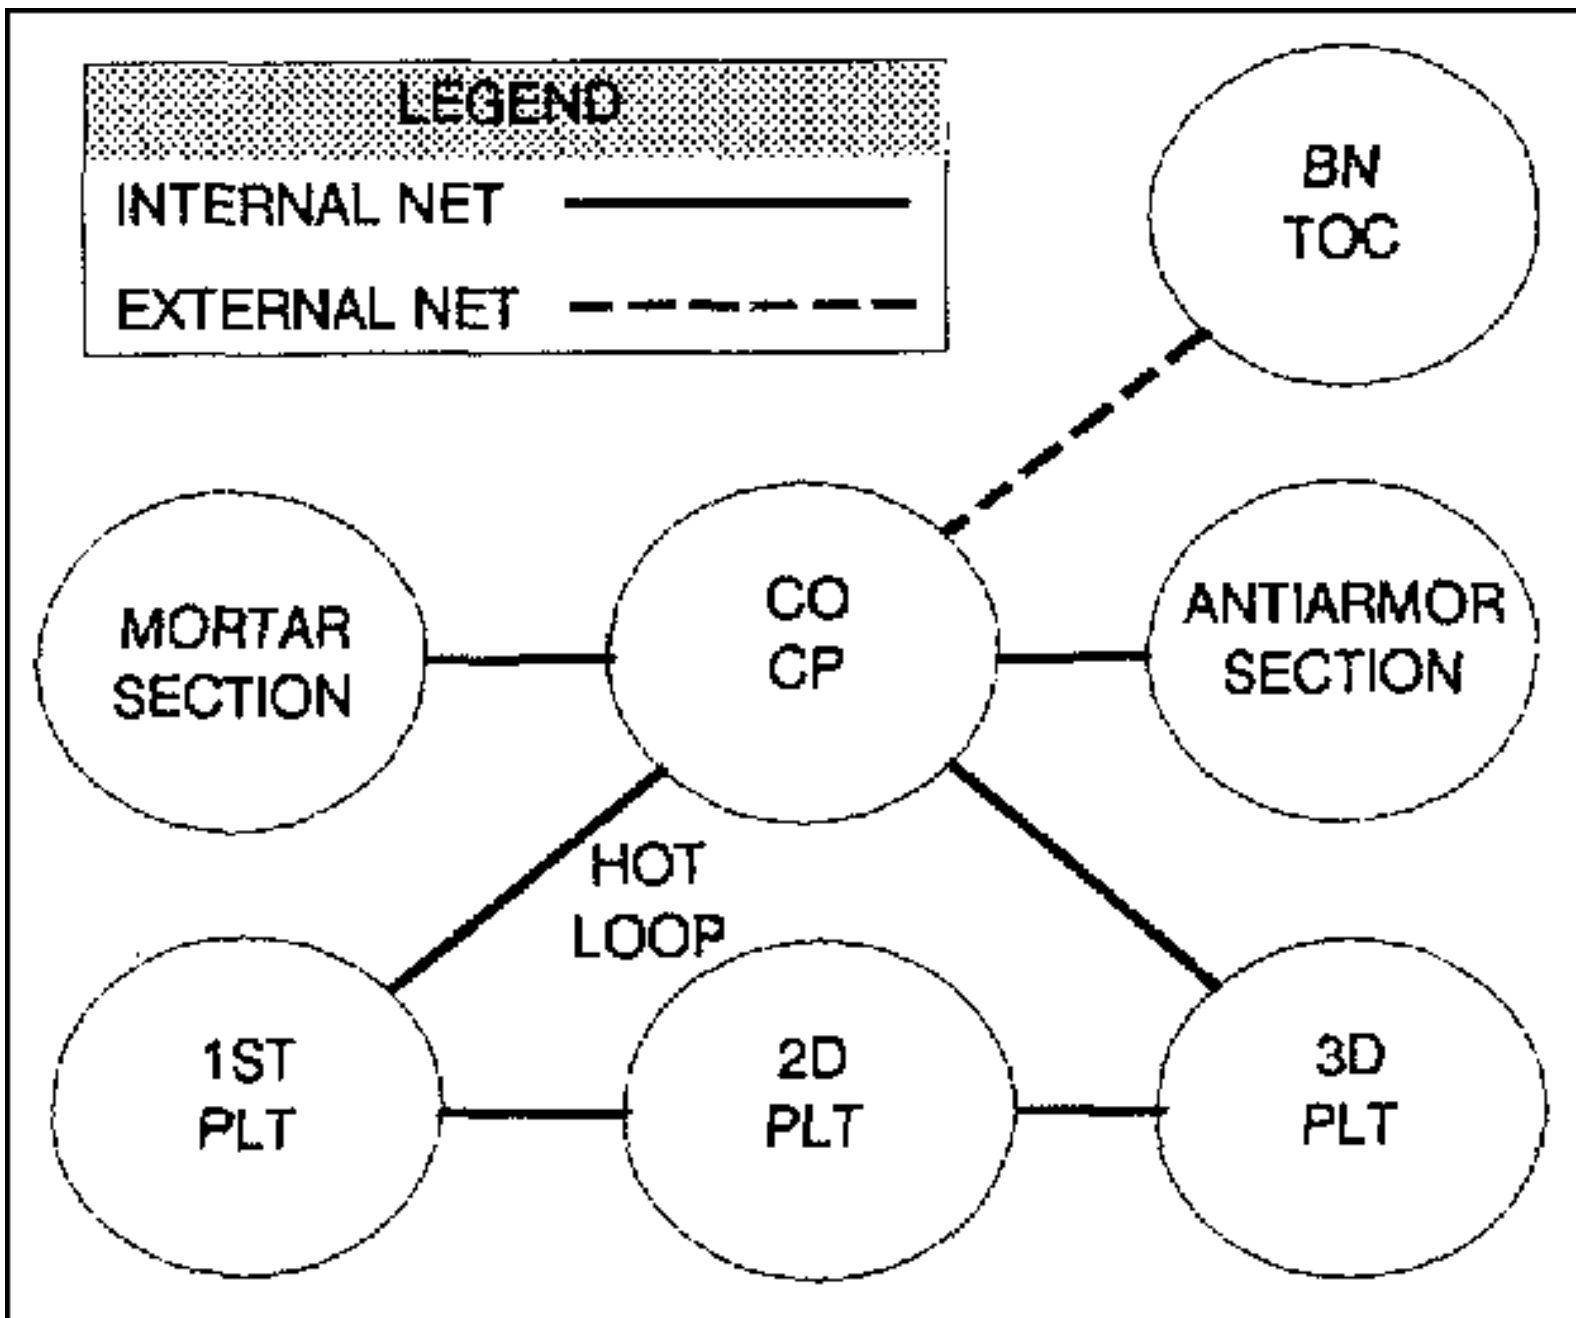 LEGEND
INTERNAL NET
EXTERNAL NET
BN
TOC
MORTAR
SECTION
CO
CP
ANTIARMOR
SECTION
HOT
LOOP
1ST
PLT
2D
PLT
3D
PLT